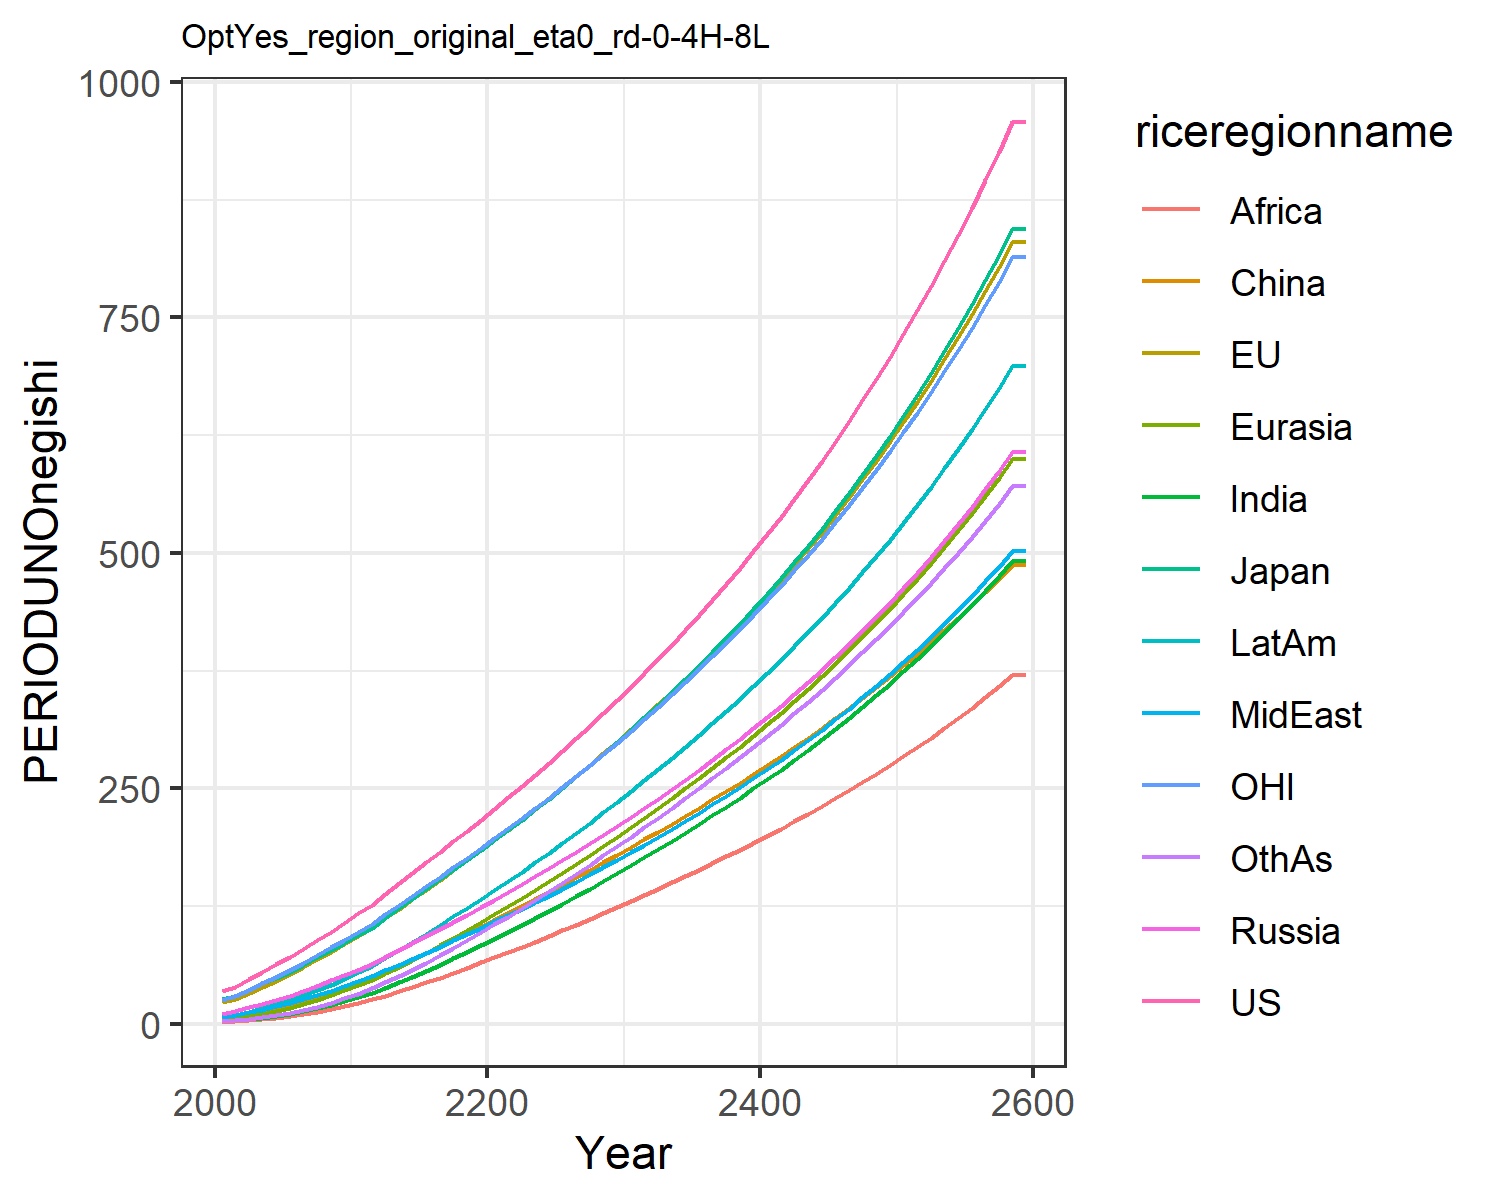 OptYes_region_original_eta0_rd-0-4H-8L
1000
750
500
250
0
PERIODUNOnegishi
2000 2200 2400 2600
Year
riceregionname
Africa
China
EU
Eurasia
India
Japan
LatAm
MidEast
OHI
OthAs
Russia
US